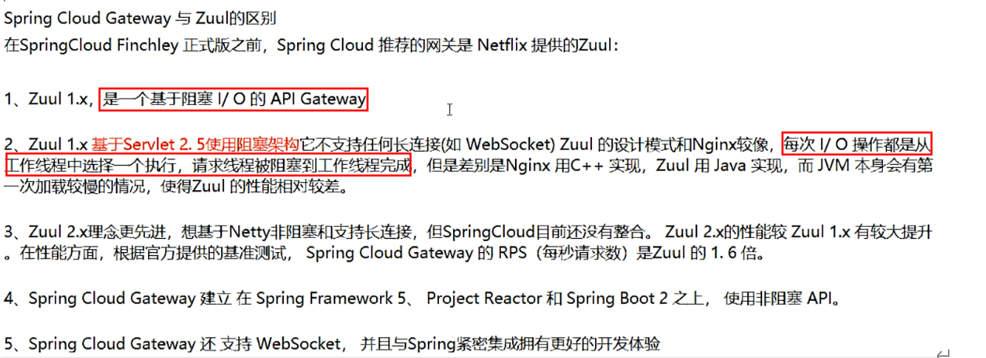 Spring Cloud Gateway 与 Zuul的区别
在SpringCloud Finchley 正式版之前，Spring Cloud 推荐的网关是 Netflix 提供的Zuul：
1、Zuul 1.x，是一个基于阻塞 I/ O 的 API Gateway
2、Zuul 1.x 基于Servlet 2. 5使用阻塞架构它不支持任何长连接(如 WebSocket) Zuul 的设计模式和Nginx较像，每次 I/ O 操作都是从
工作线程中选择一个执行，请求线程被阻塞到工作线程完成，但是差别是Nginx 用C++ 实现，Zuul 用 Java 实现，而 JVM 本身会有第
一次加载较慢的情况，使得Zuul 的性能相对较差。
3、Zuul 2.x理念更先进，想基于Netty非阻塞和支持长连接，但SpringCloud目前还没有整合。 Zuul 2.x的性能较 Zuul 1.x 有较大提升
。在性能方面，根据官方提供的基准测试， Spring Cloud Gateway 的 RPS（每秒请求数）是Zuul 的 1. 6 倍。
4、Spring Cloud Gateway 建立 在 Spring Framework 5、 Project Reactor 和 Spring Boot 2 之上， 使用非阻塞 API。
5、Spring Cloud Gateway 还 支持 WebSocket， 并且与Spring紧密集成拥有更好的开发体验